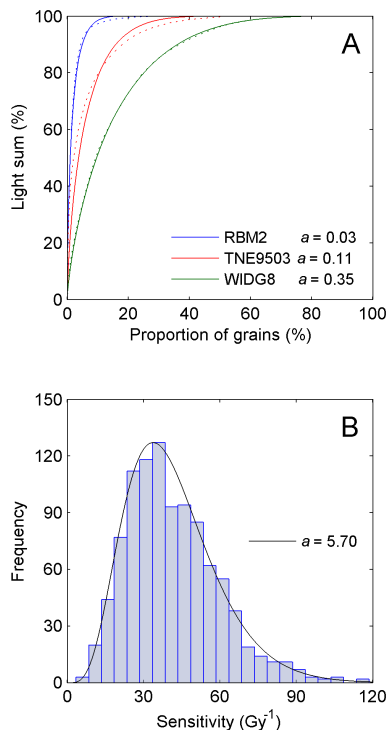 A
100
80
60
40
20
0
Light sum (%)
RBM2 a = 0.03
TNE9503 a = 0.11
WIDG8 a = 0.35
0 20 40 60 80 100
Proportion of grains (%)
B
150
120
90
60
30
0
Frequency
a = 5.70
0 30 60 90 120
Sensitivity (Gy⁻¹)